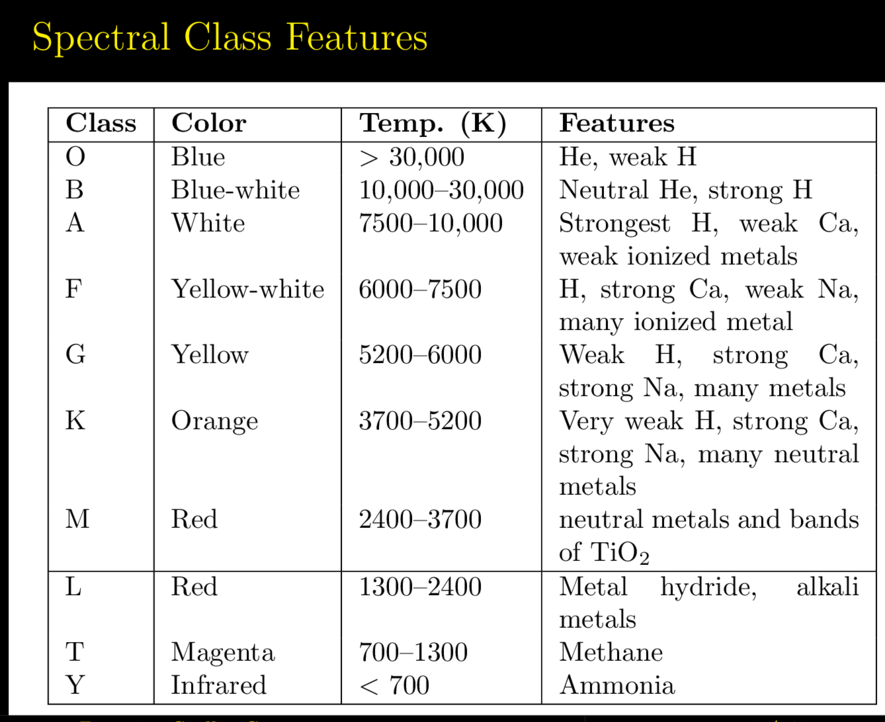 Spectral Class Features
Class Color Temp. (K) Features
O Blue > 30,000 He, weak H
B Blue-white 10,000–30,000 Neutral He, strong H
A White 7500–10,000 Strongest H, weak Ca,
weak ionized metals
F Yellow-white 6000–7500 H, strong Ca, weak Na,
many ionized metal
G Yellow 5200–6000 Weak H, strong Ca,
strong Na, many metals
K Orange 3700–5200 Very weak H, strong Ca,
strong Na, many neutral
metals
M Red 2400–3700 neutral metals and bands
of TiO₂
L Red 1300–2400 Metal hydride, alkali
metals
T Magenta 700–1300 Methane
Y Infrared < 700 Ammonia